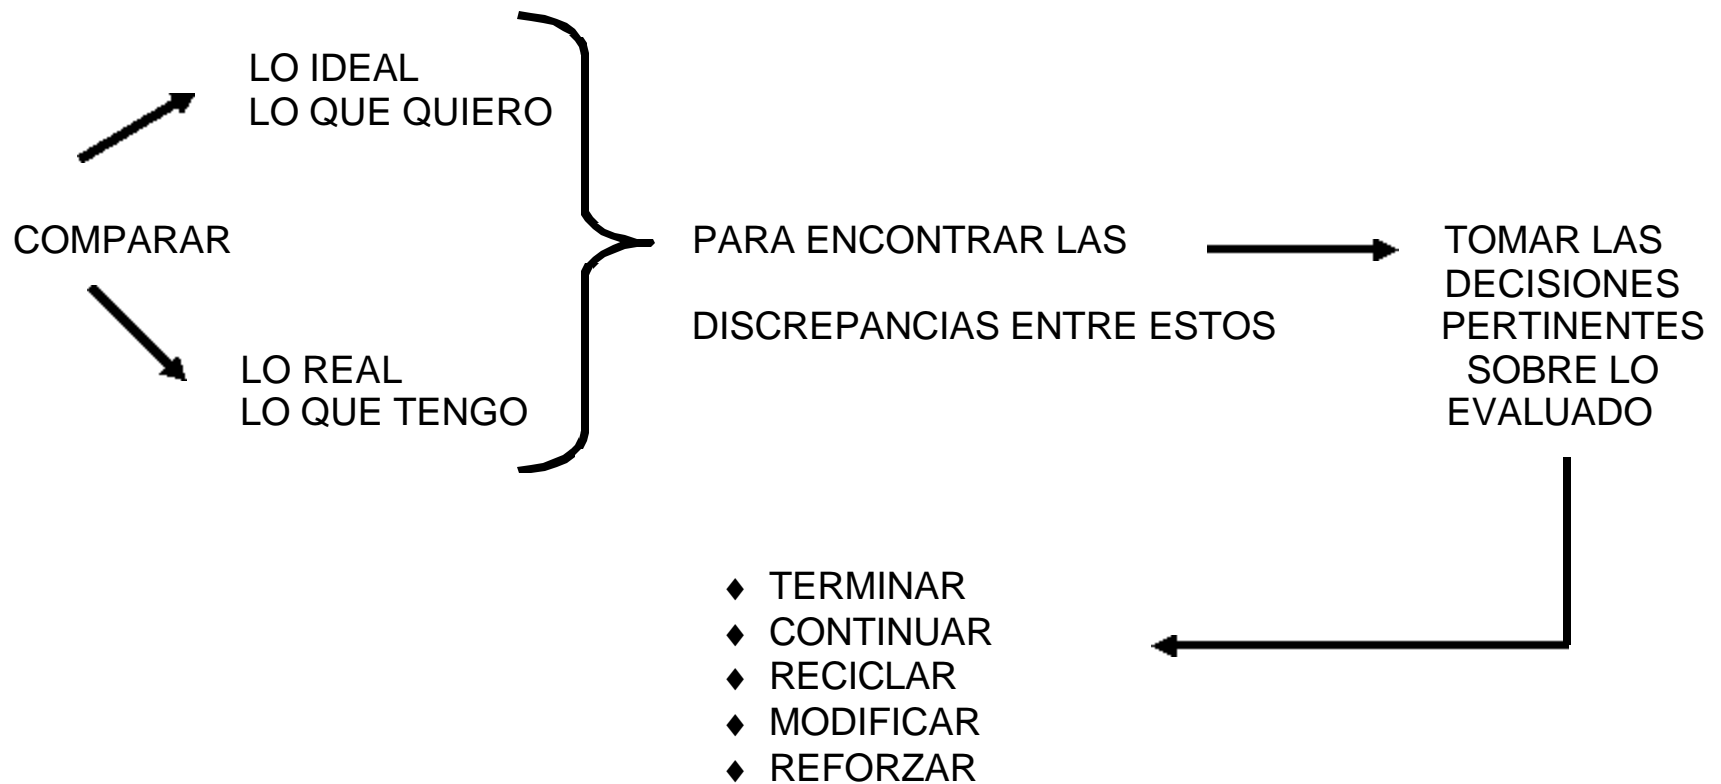 LO IDEAL
LO QUE QUIERO
COMPARAR
LO REAL
LO QUE TENGO
PARA ENCONTRAR LAS
DISCREPANCIAS ENTRE ESTOS
TOMAR LAS
DECISIONES
PERTINENTES
SOBRE LO
EVALUADO
♦ TERMINAR
♦ CONTINUAR
♦ RECICLAR
♦ MODIFICAR
♦ REFORZAR